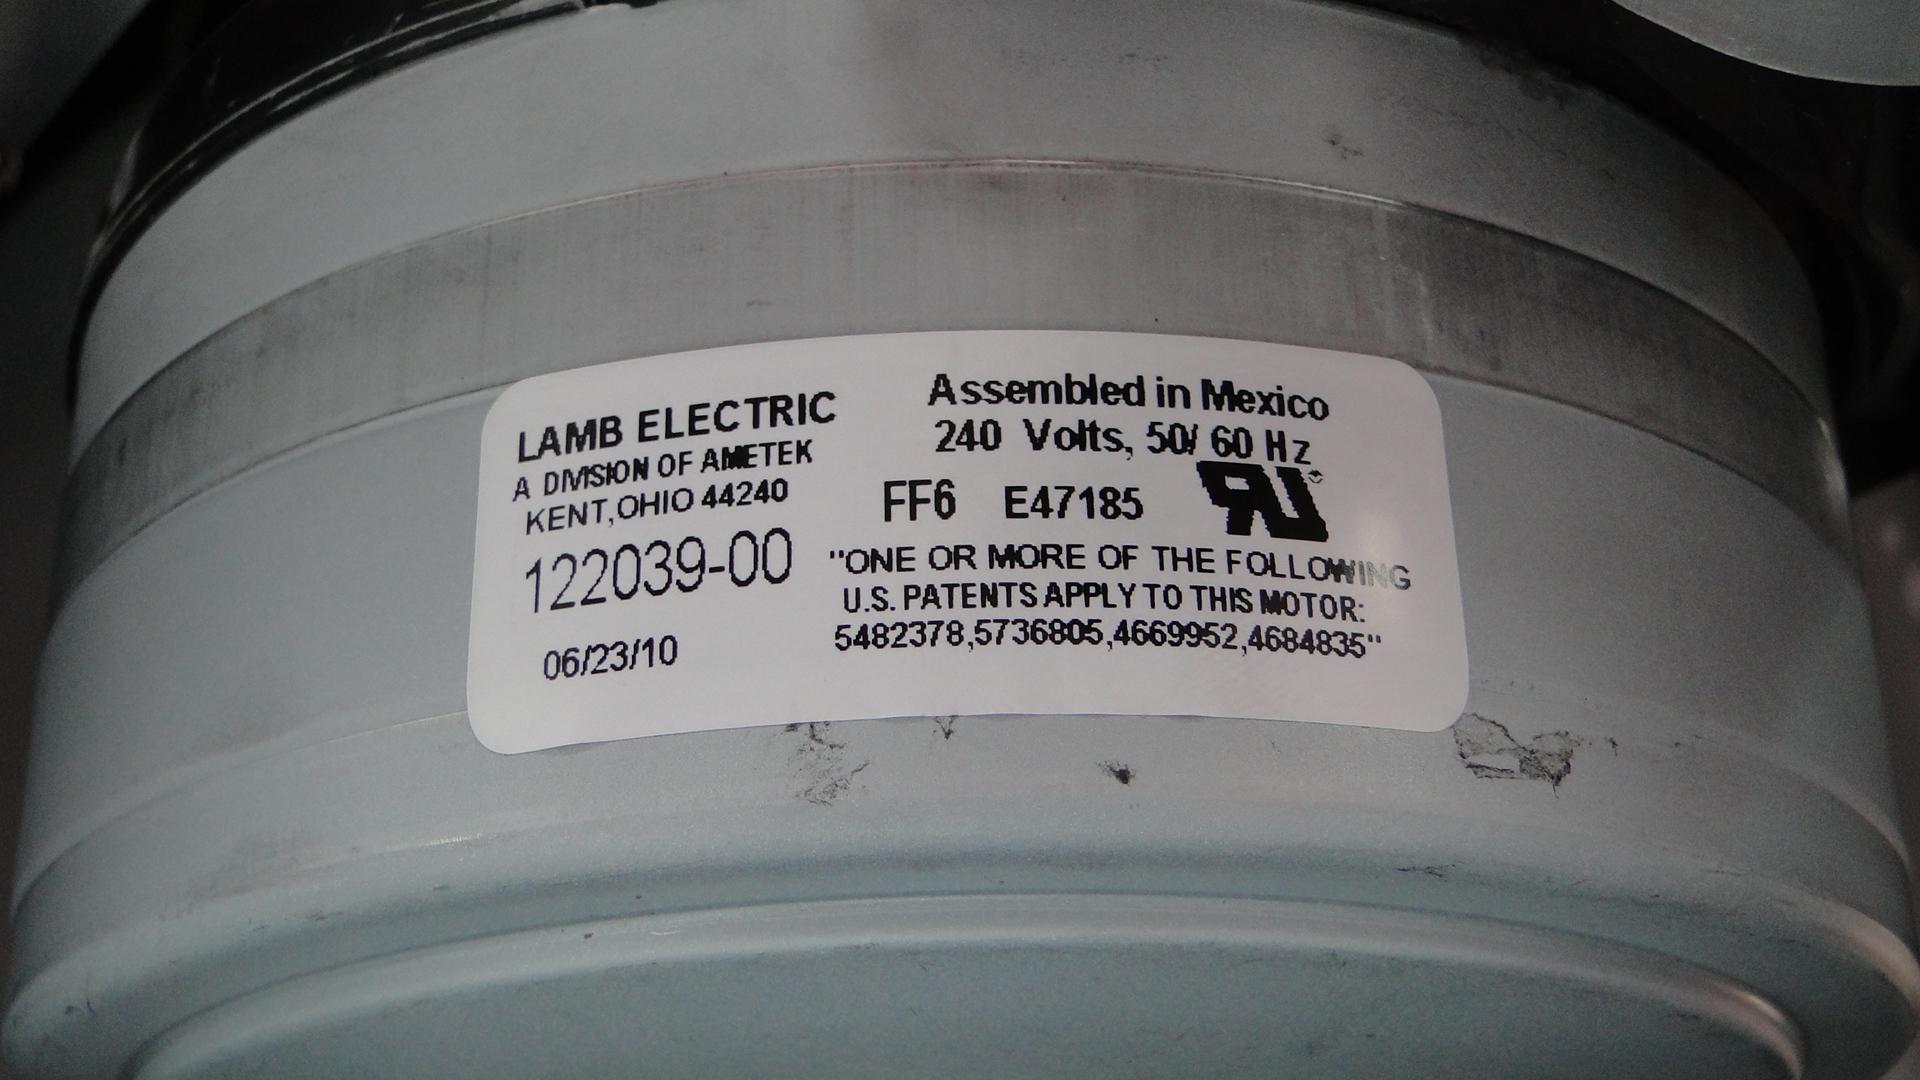 LAMB ELECTRIC
A DIVISION OF AMETEK
KENT, OHIO 44240
122039-00
06/23/10
Assembled in Mexico
240 Volts, 50/ 60 Hz
FF6 E47185
"ONE OR MORE OF THE FOLLOWING
U.S. PATENTS APPLY TO THIS MOTOR:
5482378,5736805,4669952,4684835"